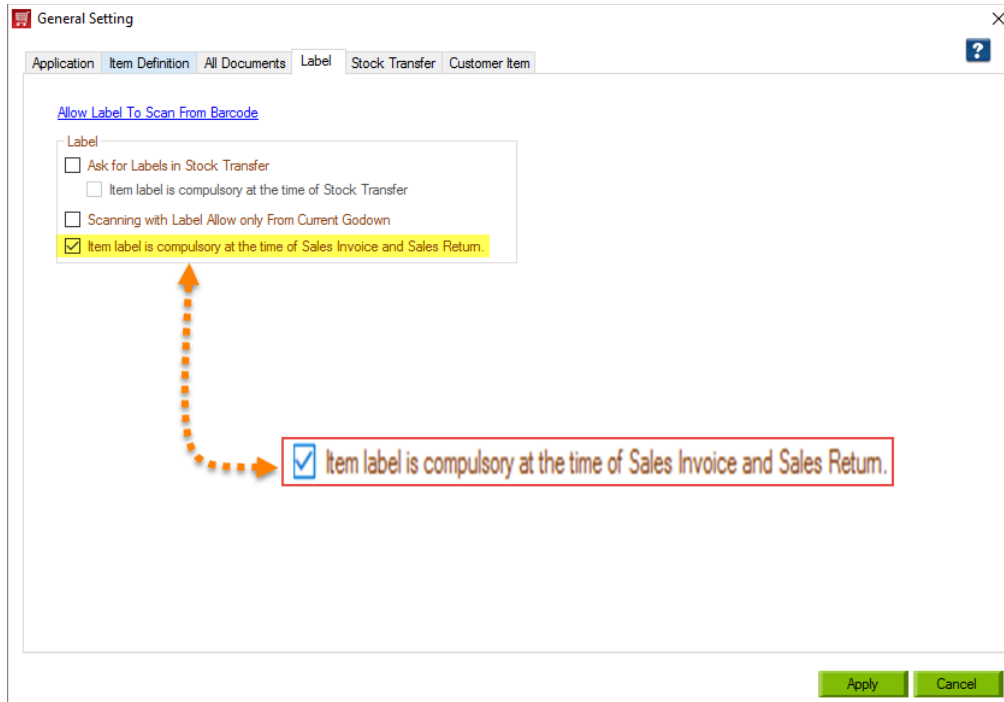 General Setting
Application Item Definition All Documents Label Stock Transfer Customer Item
?
Allow Label To Scan From Barcode
Label
Ask for Labels in Stock Transfer
Item label is compulsory at the time of Stock Transfer
Scanning with Label Allow only From Current Godown
Item label is compulsory at the time of Sales Invoice and Sales Return.
Item label is compulsory at the time of Sales Invoice and Sales Return.
Apply Cancel